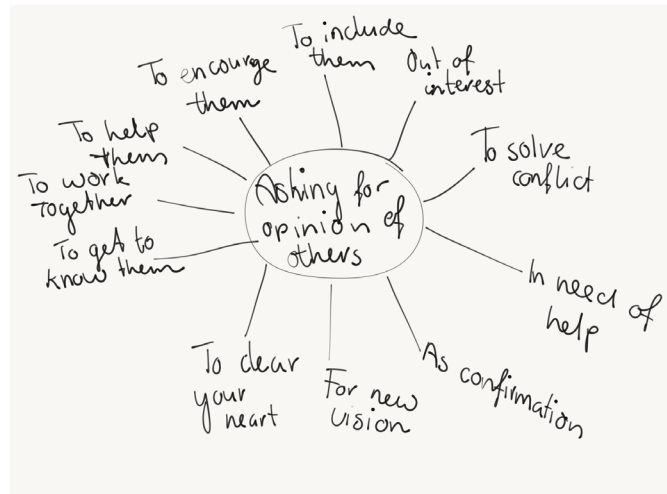 To include
them
Out of
interest
To encourge
them
To solve
conflict
To help
them
To work
Together
To get to
know them
Asking for
opinion of
others
In need of
help
As confirmation
For new
vision
To clear
your
heart